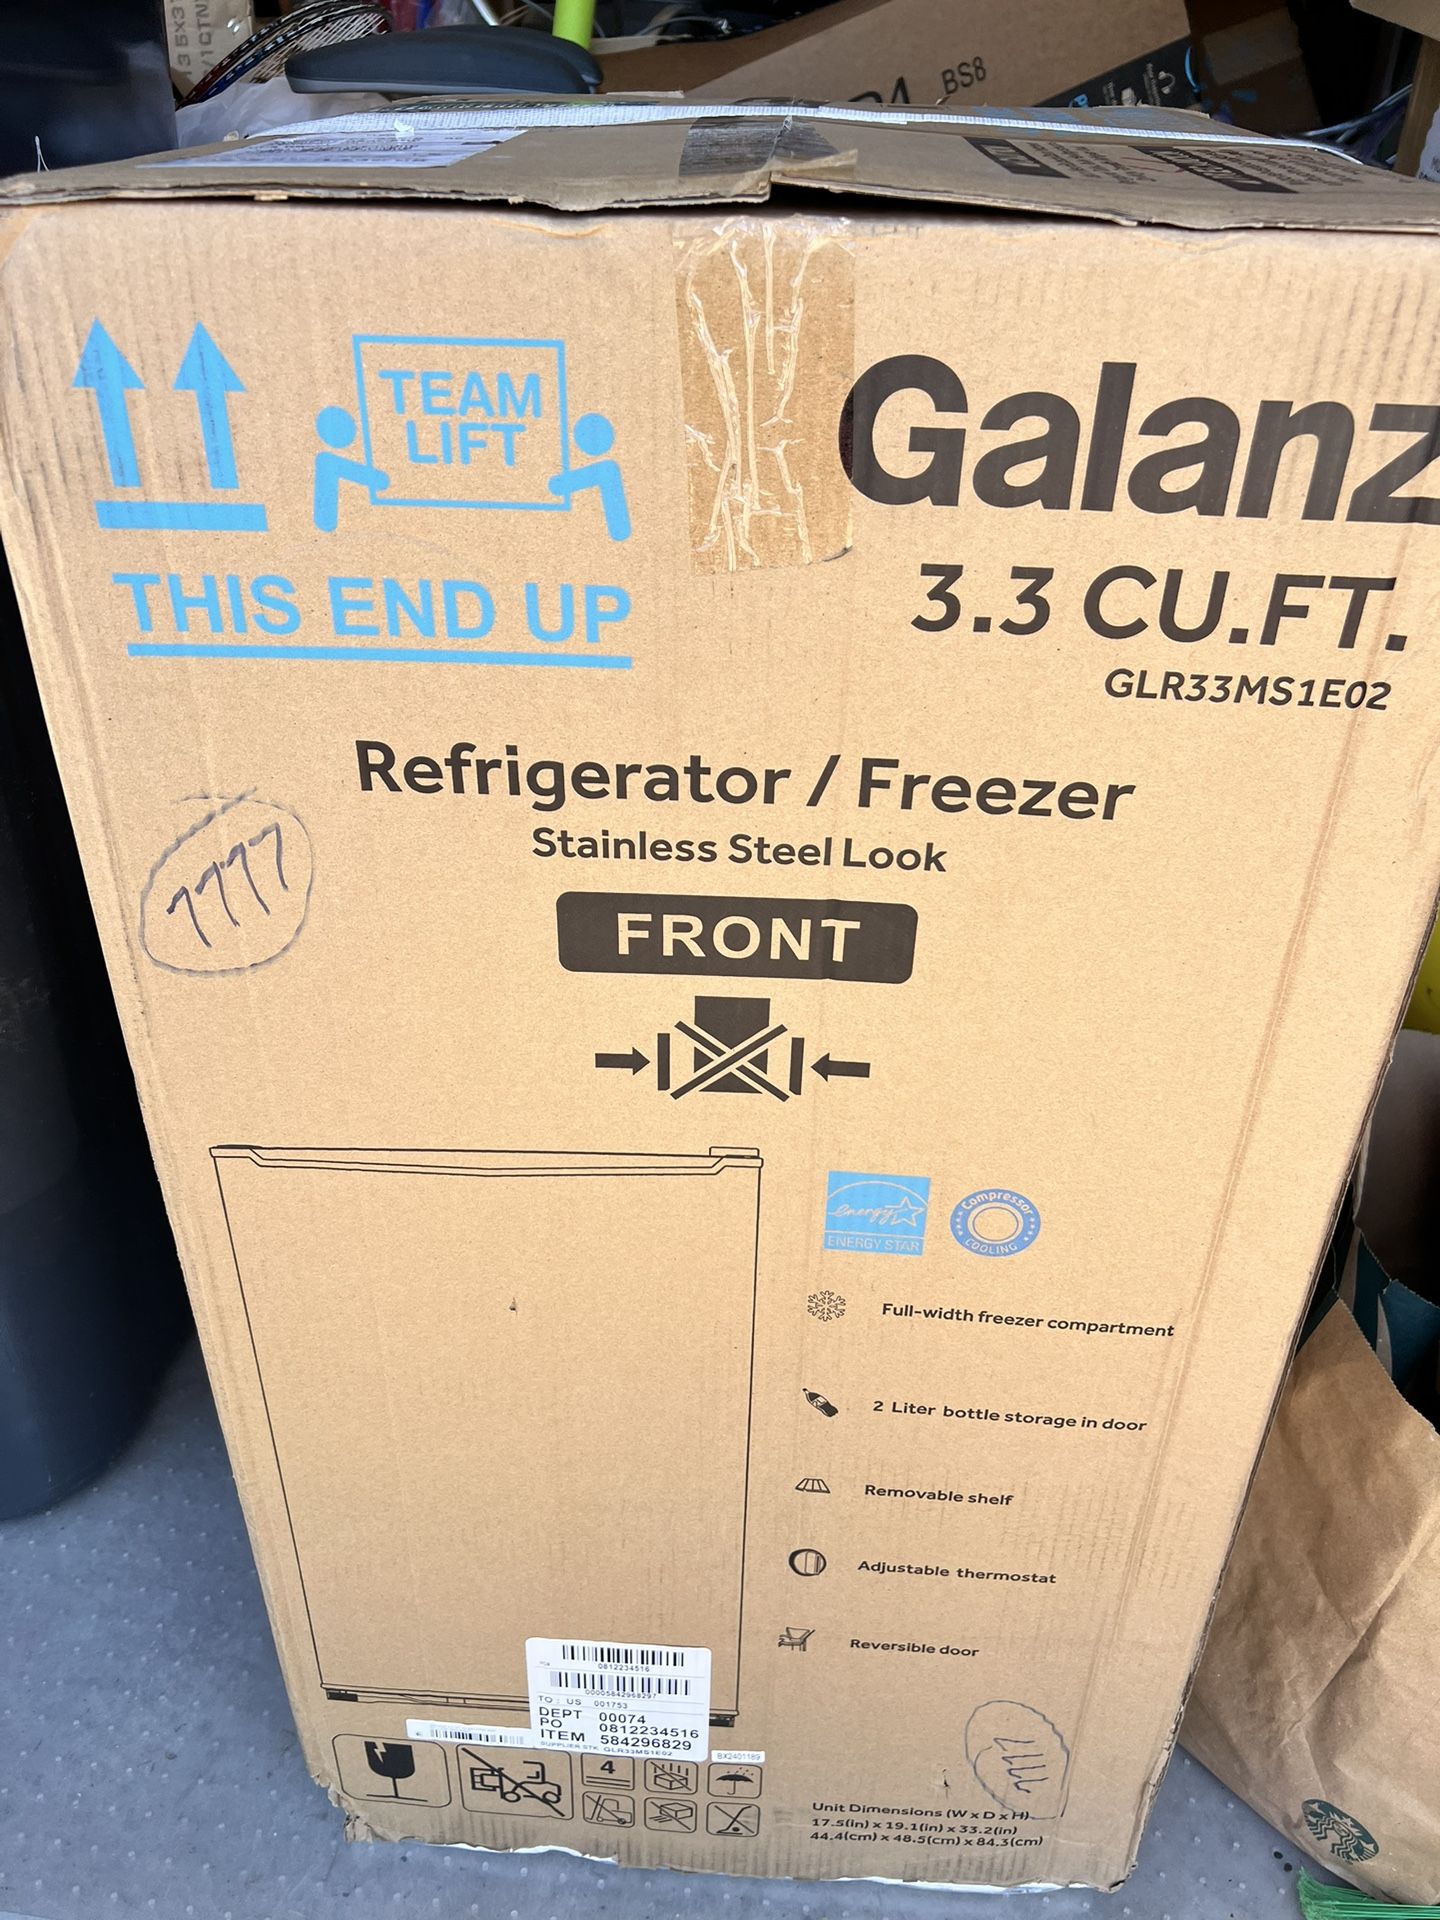 BS8
TEAM
LIFT
THIS END UP
Galanz
3.3 CU.FT.
GLR33MS1E02
Refrigerator / Freezer
Stainless Steel Look
7777
FRONT
energy
ENERGY STAR
Compressor
COOLING
Full-width freezer compartment
2 Liter bottle storage in door
Removable shelf
Adjustable thermostat
Reversible door
0812234516
00005842968297
TO: US 001753
DEPT 00074
PO 0812234516
ITEM 584296829
SUPPLIER STK GLR33MS1E02
BX2401189
4
Unit Dimensions (W x D x H)
17.5(in) x 19.1(in) x 33.2(in)
44.4(cm) x 48.5(cm) x 84.3(cm)